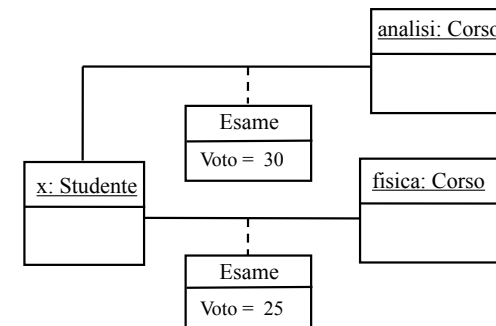 analisi: Corso
Esame
Voto = 30
x: Studente
fisica: Corso
Esame
Voto = 25